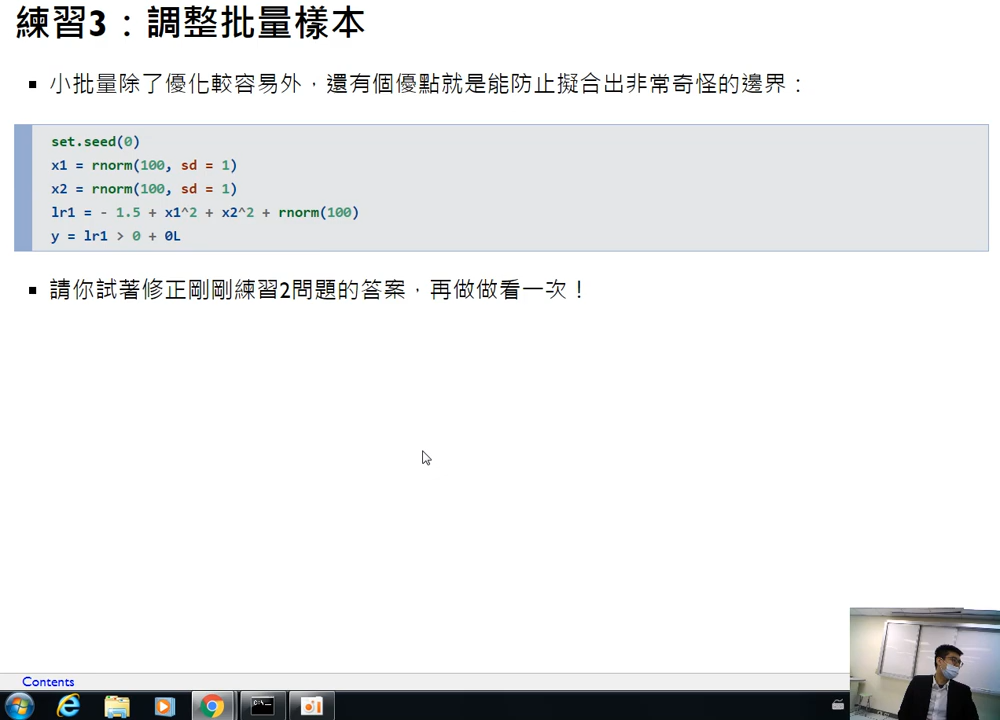 練習3：調整批量樣本
▪ 小批量除了優化較容易外，還有個優點就是能防止擬合出非常奇怪的邊界：
set.seed(0)
x1 = rnorm(100, sd = 1)
x2 = rnorm(100, sd = 1)
lr1 = - 1.5 + x1^2 + x2^2 + rnorm(100)
y = lr1 > 0 + 0L
▪ 請你試著修正剛剛練習2問題的答案，再做做看一次！
Contents